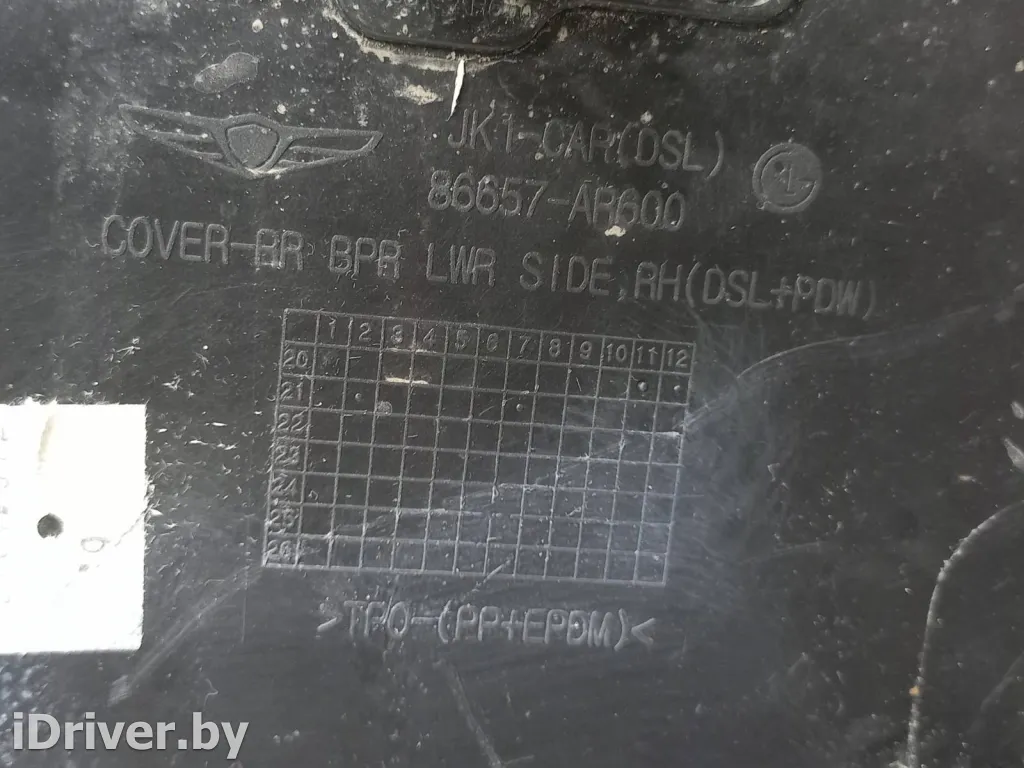 JK1-CAR(DSL)
86657-AR600
COVER-RR BPR LWR SIDE,RH(DSL+PDW)
1 2 3 4 5 6 7 8 9 10 11 12
20
21
22
23
24
25
26
>TPO-(PP+EPDM)<
iDriver.by